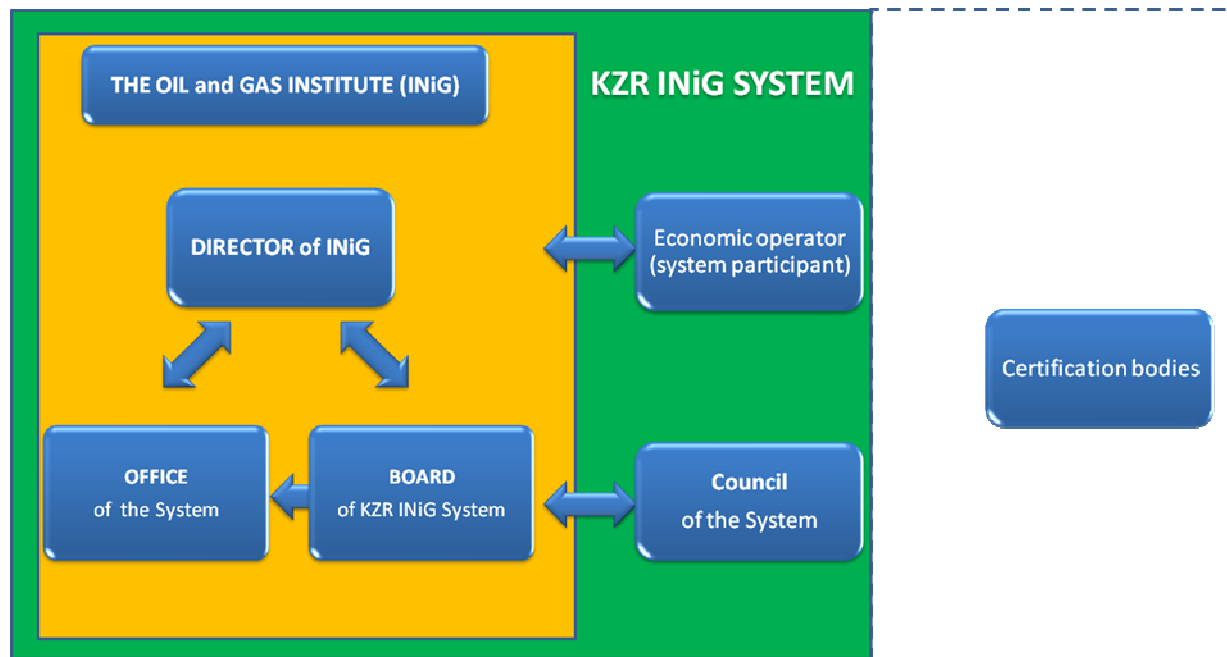 THE OIL and GAS INSTITUTE (INiG)
KZR INiG SYSTEM
DIRECTOR of INiG
Economic operator
(system participant)
Certification bodies
OFFICE
of the System
BOARD
of KZR INiG System
Council
of the System